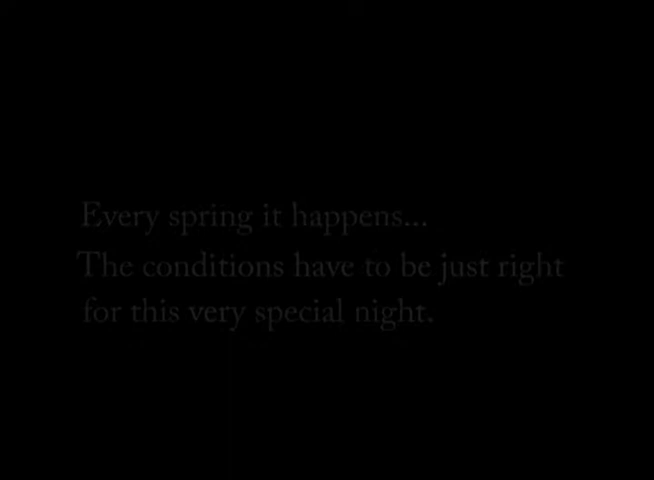 Every spring it happens...
The conditions have to be just right
for this very special night.